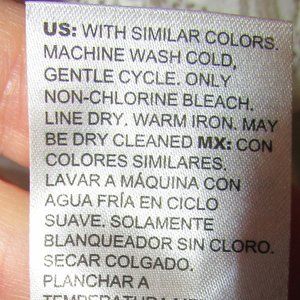 US: WITH SIMILAR COLORS.
MACHINE WASH COLD,
GENTLE CYCLE. ONLY
NON-CHLORINE BLEACH.
LINE DRY. WARM IRON. MAY
BE DRY CLEANED MX: CON
COLORES SIMILARES.
LAVAR A MÁQUINA CON
AGUA FRÍA EN CICLO
SUAVE. SOLAMENTE
BLANQUEADOR SIN CLORO.
SECAR COLGADO.
PLANCHAR A